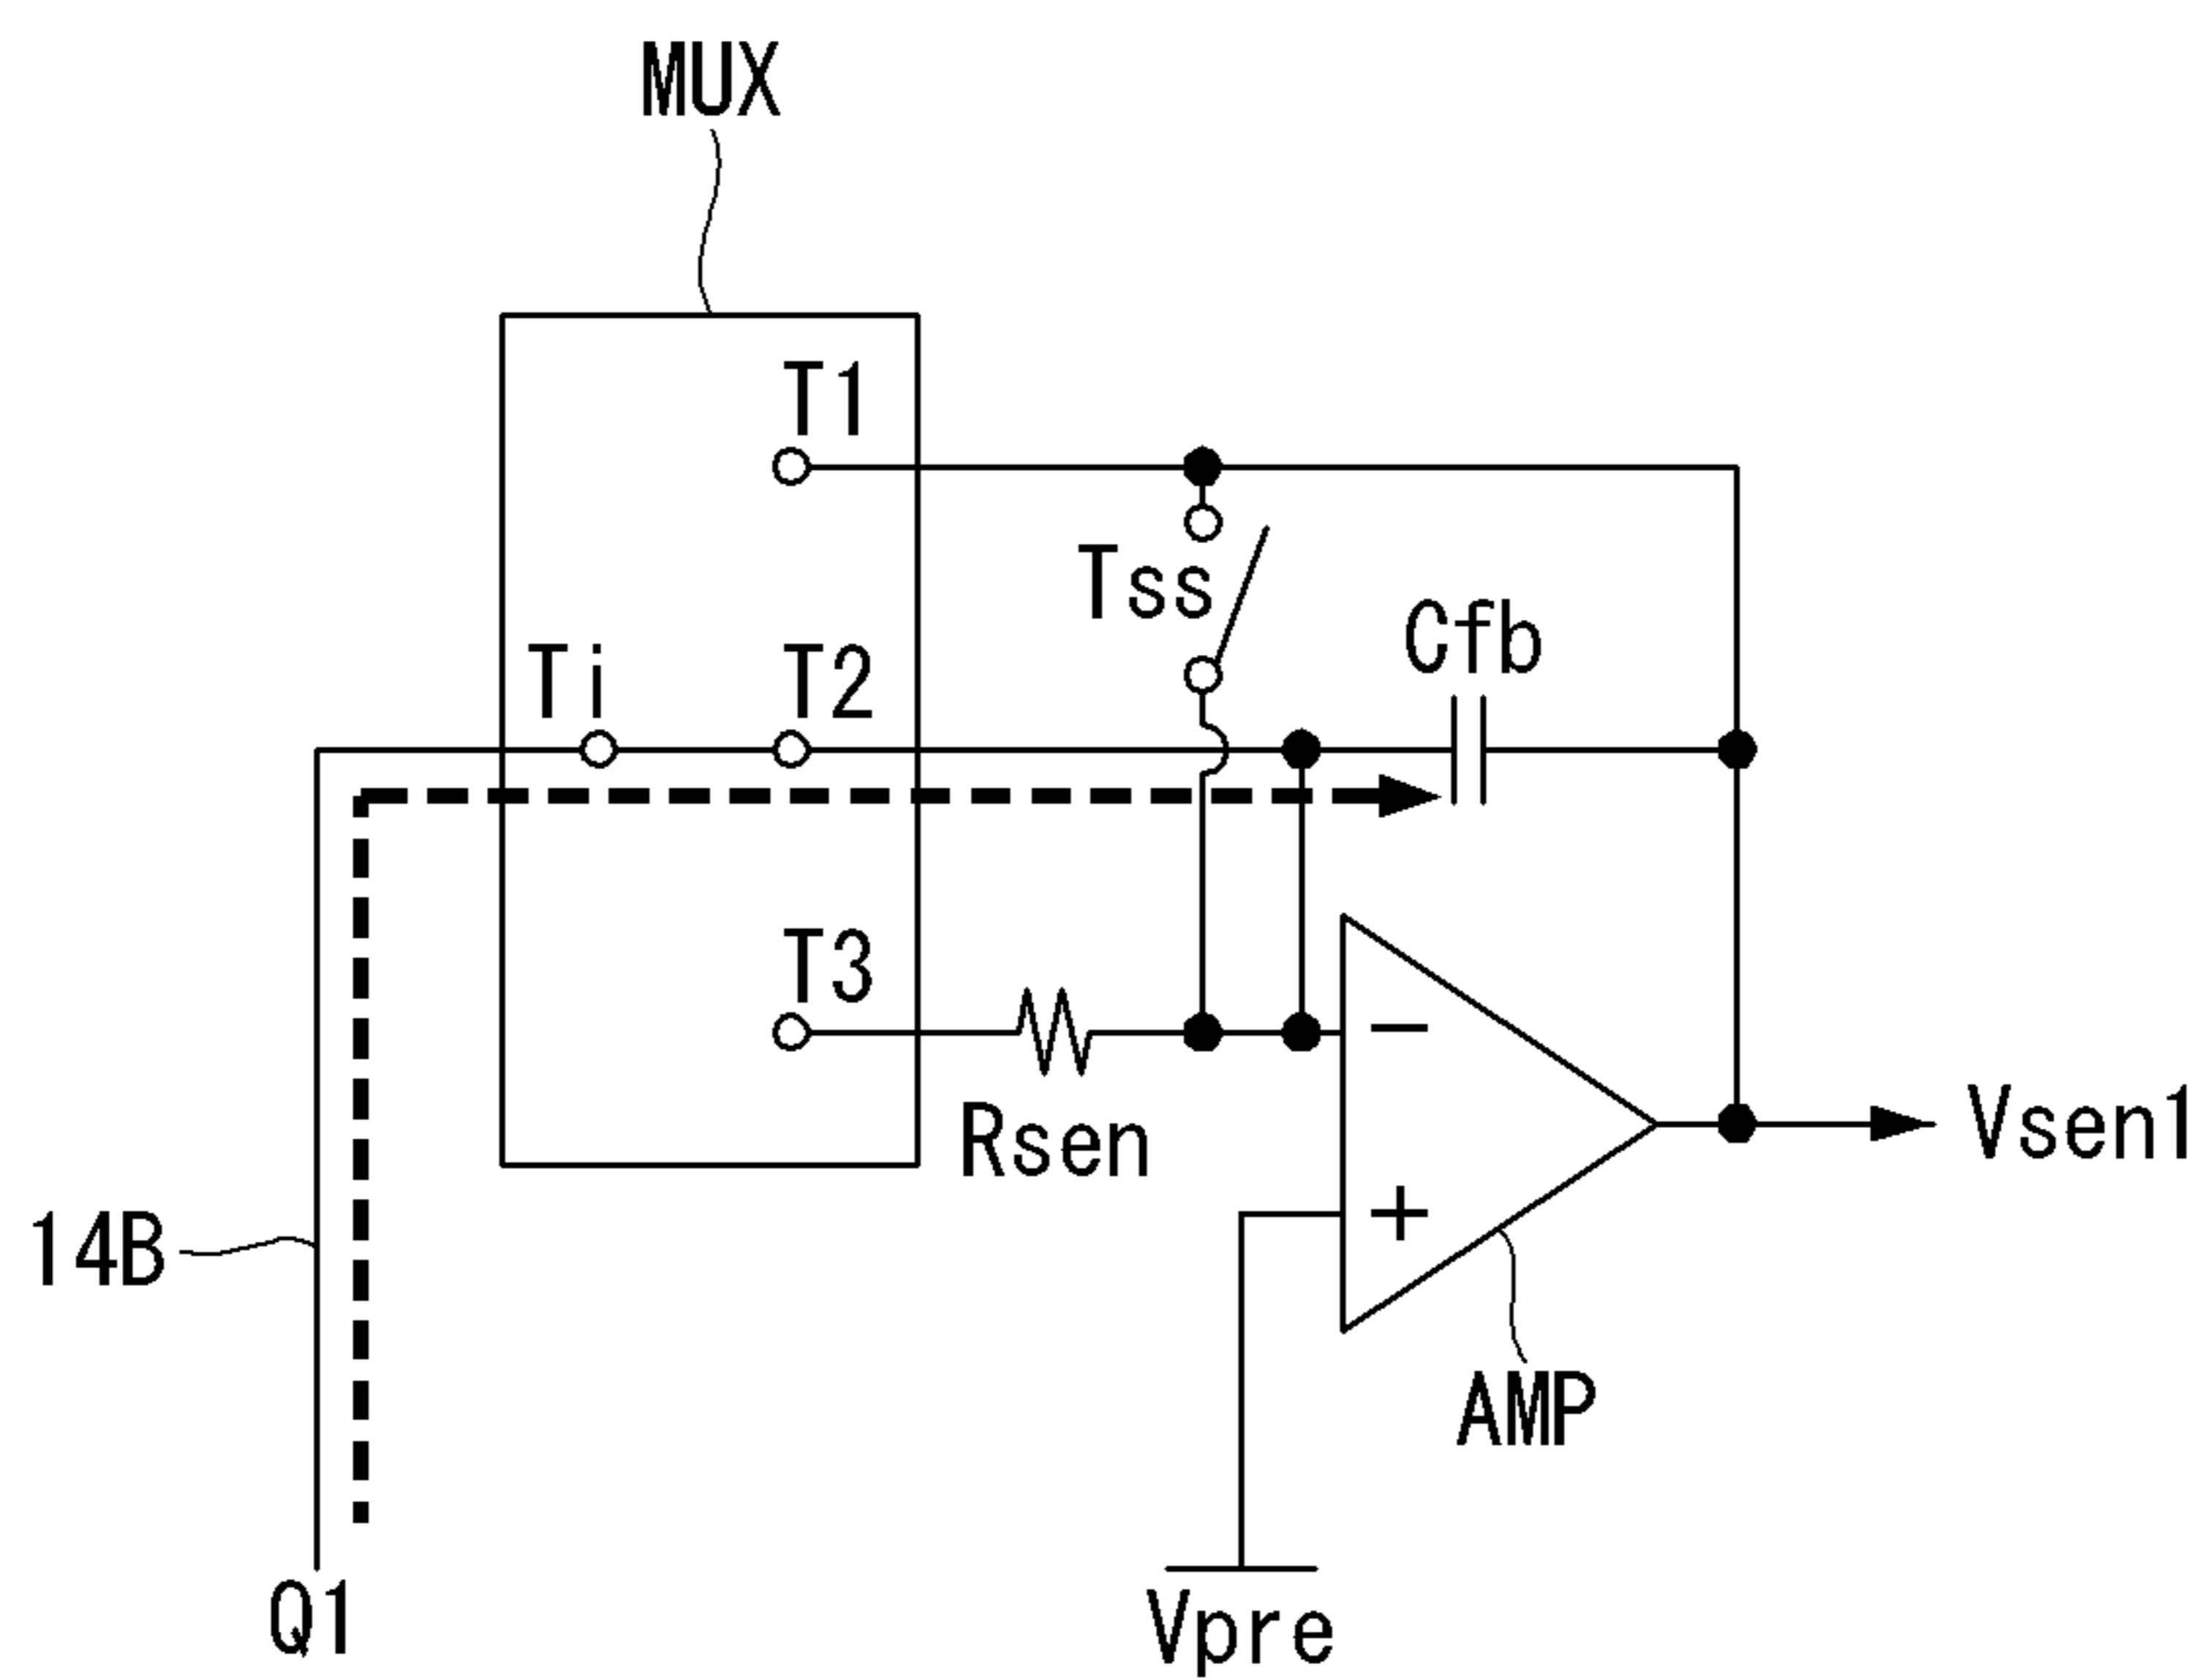 MUX
T1
Tss
Cfb
Ti
T2
T3
Rsen
−
+
Vsen1
14B
AMP
Q1
Vpre